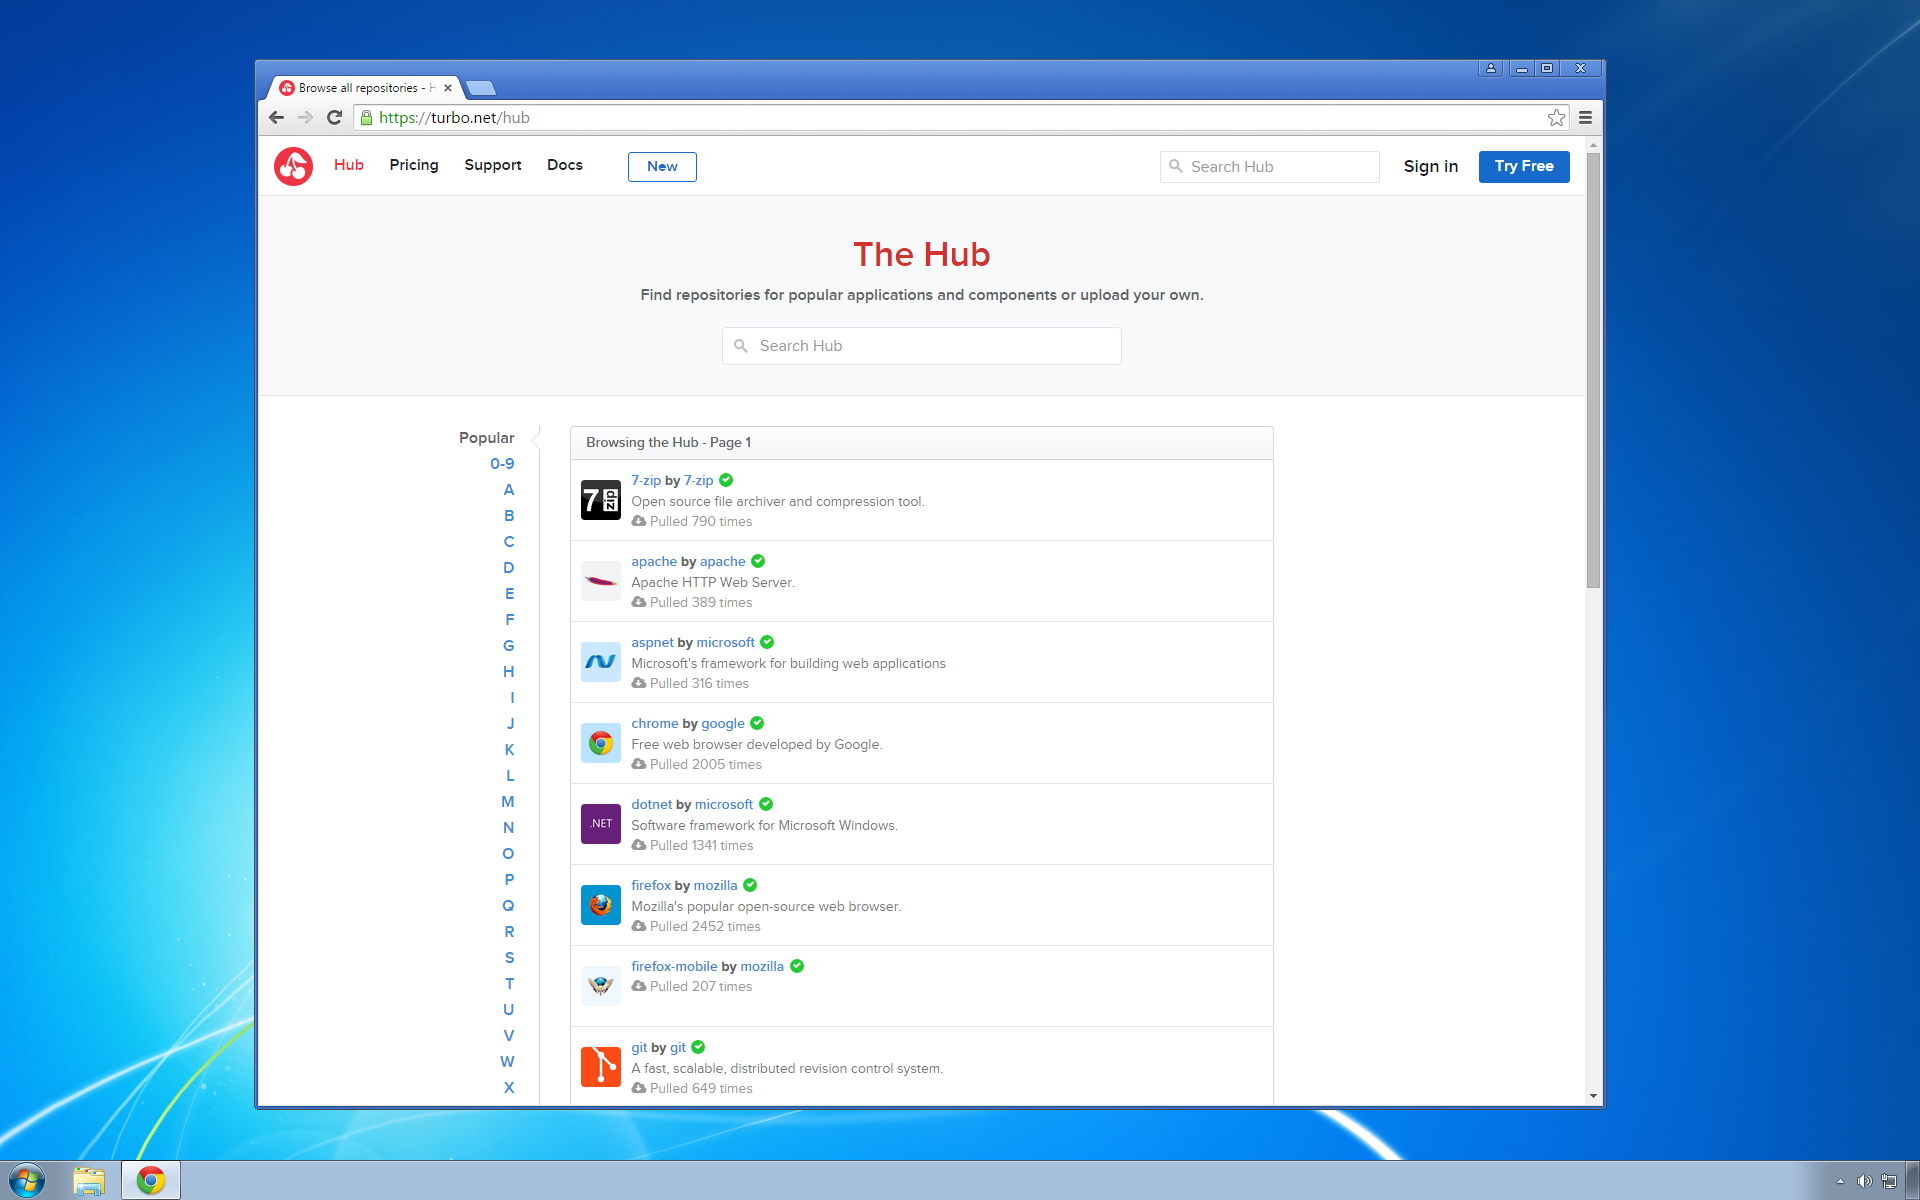 Browse all repositories - H
https://turbo.net/hub
Hub Pricing Support Docs New Search Hub Sign in Try Free
The Hub
Find repositories for popular applications and components or upload your own.
Search Hub
Popular
0-9
A
B
C
D
E
F
G
H
I
J
K
L
M
N
O
P
Q
R
S
T
U
V
W
X
Browsing the Hub - Page 1
7zip
7-zip by 7-zip
Open source file archiver and compression tool.
Pulled 790 times
apache by apache
Apache HTTP Web Server.
Pulled 389 times
aspnet by microsoft
Microsoft's framework for building web applications
Pulled 316 times
chrome by google
Free web browser developed by Google.
Pulled 2005 times
.NET
dotnet by microsoft
Software framework for Microsoft Windows.
Pulled 1341 times
firefox by mozilla
Mozilla's popular open-source web browser.
Pulled 2452 times
firefox-mobile by mozilla
Pulled 207 times
git by git
A fast, scalable, distributed revision control system.
Pulled 649 times